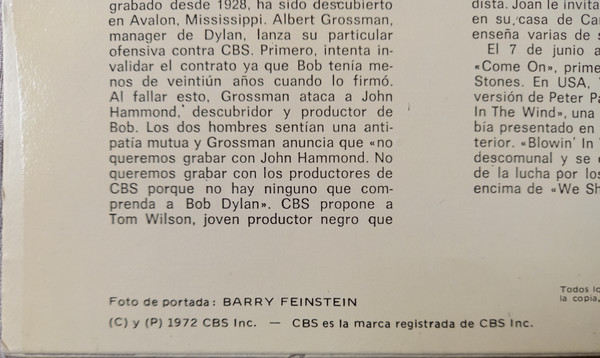 grabado desde 1928, ha sido descubierto
en Avalon, Mississippi. Albert Grossman,
manager de Dylan, lanza su particular
ofensiva contra CBS. Primero, intenta in-
validar el contrato ya que Bob tenía me-
nos de veintiún años cuando lo firmó.
Al fallar esto, Grossman ataca a John
Hammond, descubridor y productor de
Bob. Los dos hombres sentían una anti-
patía mutua y Grossman anuncia que «no
queremos grabar con John Hammond. No
queremos grabar con los productores de
CBS porque no hay ninguno que com-
prenda a Bob Dylan». CBS propone a
Tom Wilson, joven productor negro que
dista. Joan le invita
en su casa de Ca
enseña varias de s
El 7 de junio a
«Come On», prime
Stones. En USA,
versión de Peter Pa
In The Wind», una
bía presentado en
terior. «Blowin' In
descomunal y se
de la lucha por los
encima de «We Sh
Todos lo
la copia,
Foto de portada: BARRY FEINSTEIN
(C) y (P) 1972 CBS Inc. — CBS es la marca registrada de CBS Inc.